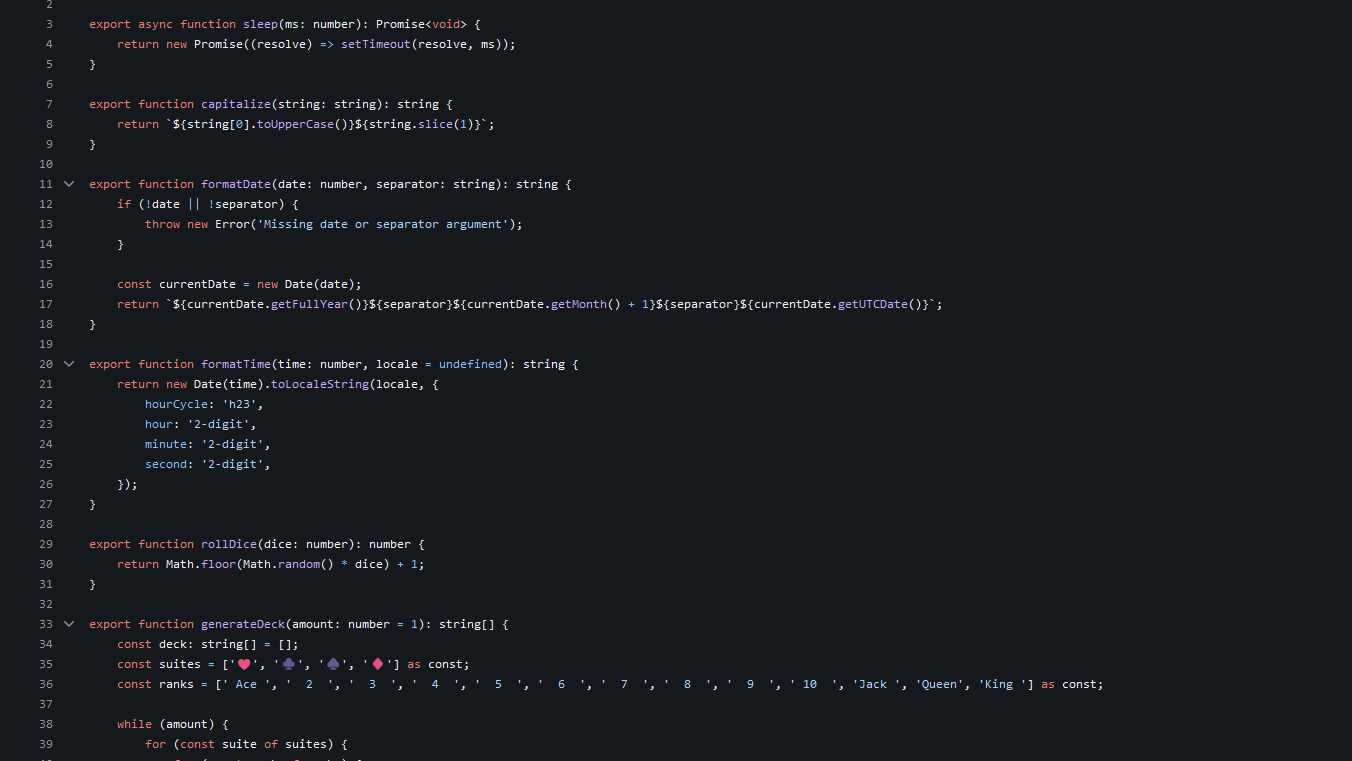 2
3 export async function sleep(ms: number): Promise<void> {
4 return new Promise((resolve) => setTimeout(resolve, ms));
5 }
6
7 export function capitalize(string: string): string {
8 return `${string[0].toUpperCase()}${string.slice(1)}`;
9 }
10
11 export function formatDate(date: number, separator: string): string {
12 if (!date || !separator) {
13 throw new Error('Missing date or separator argument');
14 }
15
16 const currentDate = new Date(date);
17 return `${currentDate.getFullYear()}${separator}${currentDate.getMonth() + 1}${separator}${currentDate.getUTCDate()}`;
18 }
19
20 export function formatTime(time: number, locale = undefined): string {
21 return new Date(time).toLocaleString(locale, {
22 hourCycle: 'h23',
23 hour: '2-digit',
24 minute: '2-digit',
25 second: '2-digit',
26 });
27 }
28
29 export function rollDice(dice: number): number {
30 return Math.floor(Math.random() * dice) + 1;
31 }
32
33 export function generateDeck(amount: number = 1): string[] {
34 const deck: string[] = [];
35 const suites = ['♥', '♣', '♠', '♦'] as const;
36 const ranks = [' Ace ', '  2  ', '  3  ', '  4  ', '  5  ', '  6  ', '  7  ', '  8  ', '  9  ', ' 10  ', 'Jack ', 'Queen', 'King '] as const;
37
38 while (amount) {
39 for (const suite of suites) {